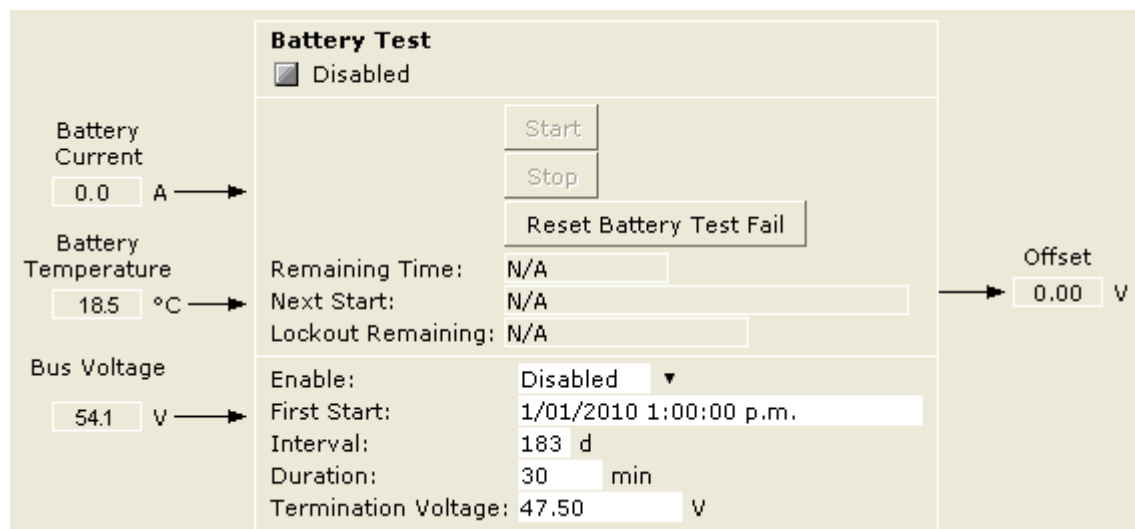 Battery Test
Disabled
Start
Stop
Reset Battery Test Fail
Battery
Current
0.0 A
Battery
Temperature
18.5 °C
Bus Voltage
54.1 V
Remaining Time: N/A
Next Start: N/A
Lockout Remaining: N/A
Enable: Disabled ▼
First Start: 1/01/2010 1:00:00 p.m.
Interval: 183 d
Duration: 30 min
Termination Voltage: 47.50 V
Offset
0.00 V